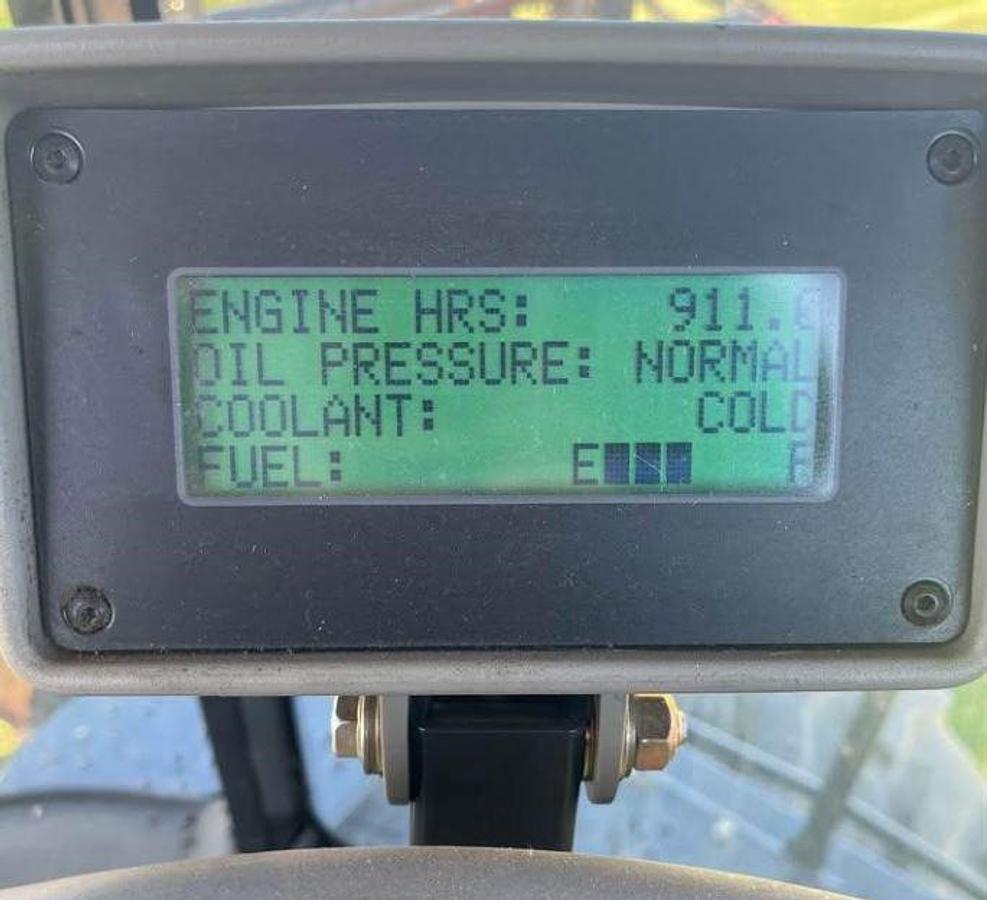 ENGINE HRS: 911.
OIL PRESSURE: NORMAL
COOLANT: COLD
FUEL: E F